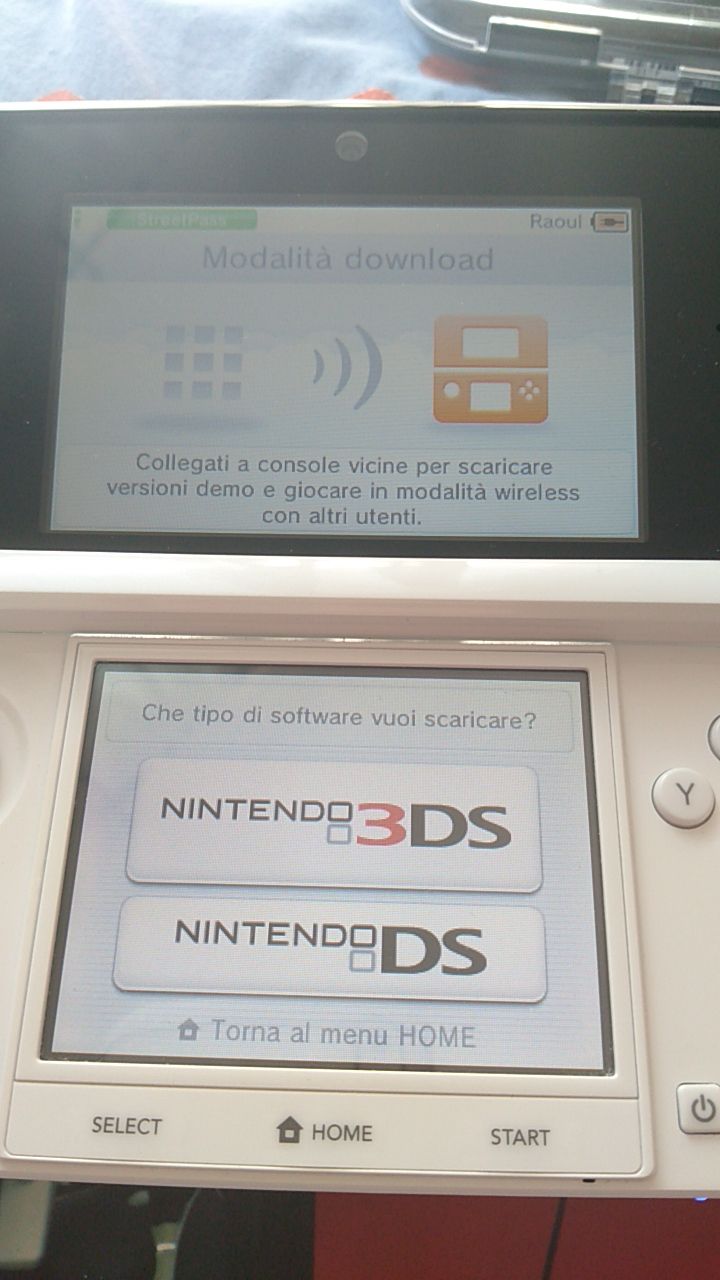 StreetPass
Raoul
Modalità download
Collegati a console vicine per scaricare
versioni demo e giocare in modalità wireless
con altri utenti.
Che tipo di software vuoi scaricare?
NINTENDO 3DS
NINTENDO DS
Torna al menu HOME
Y
SELECT
HOME
START